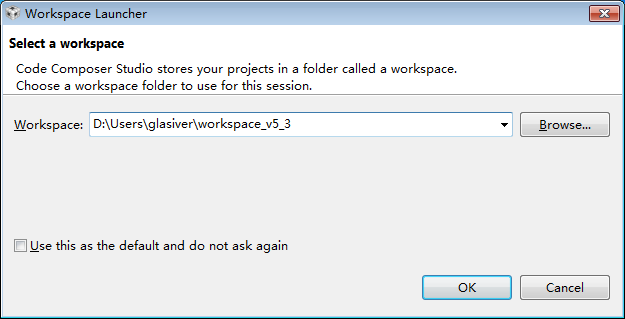 Workspace Launcher
Select a workspace
Code Composer Studio stores your projects in a folder called a workspace.
Choose a workspace folder to use for this session.
Workspace: D:\Users\glasiver\workspace_v5_3 Browse...
Use this as the default and do not ask again
OK Cancel